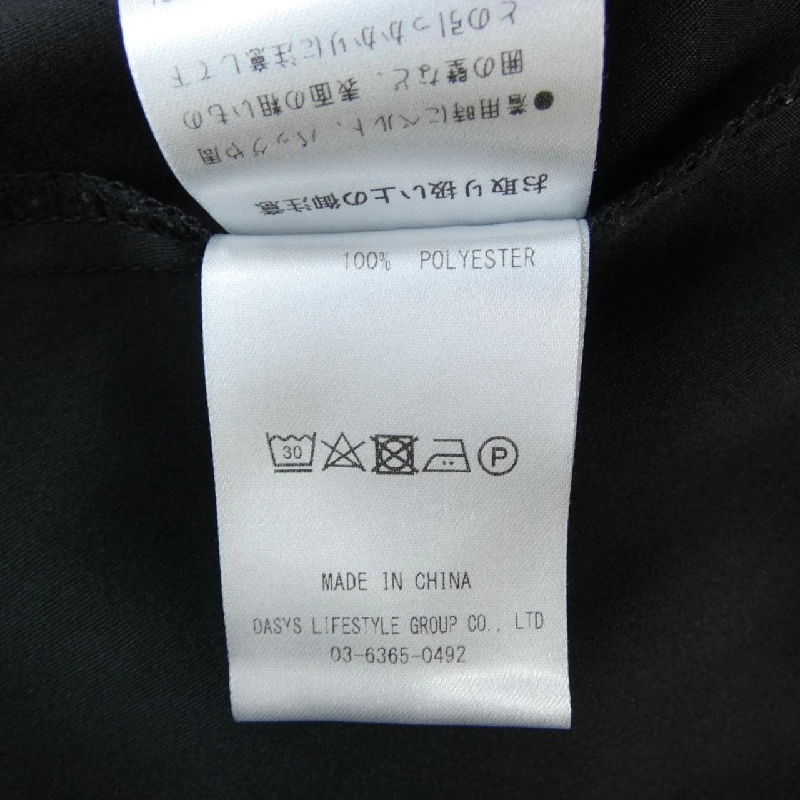 お取り扱い上の御注意
●着用時にベルト、バッグや周
囲の壁など、表面の粗いもの
との引っかかりに注意して下
100% POLYESTER
30
P
MADE IN CHINA
OASYS LIFESTYLE GROUP CO., LTD
03-6365-0492